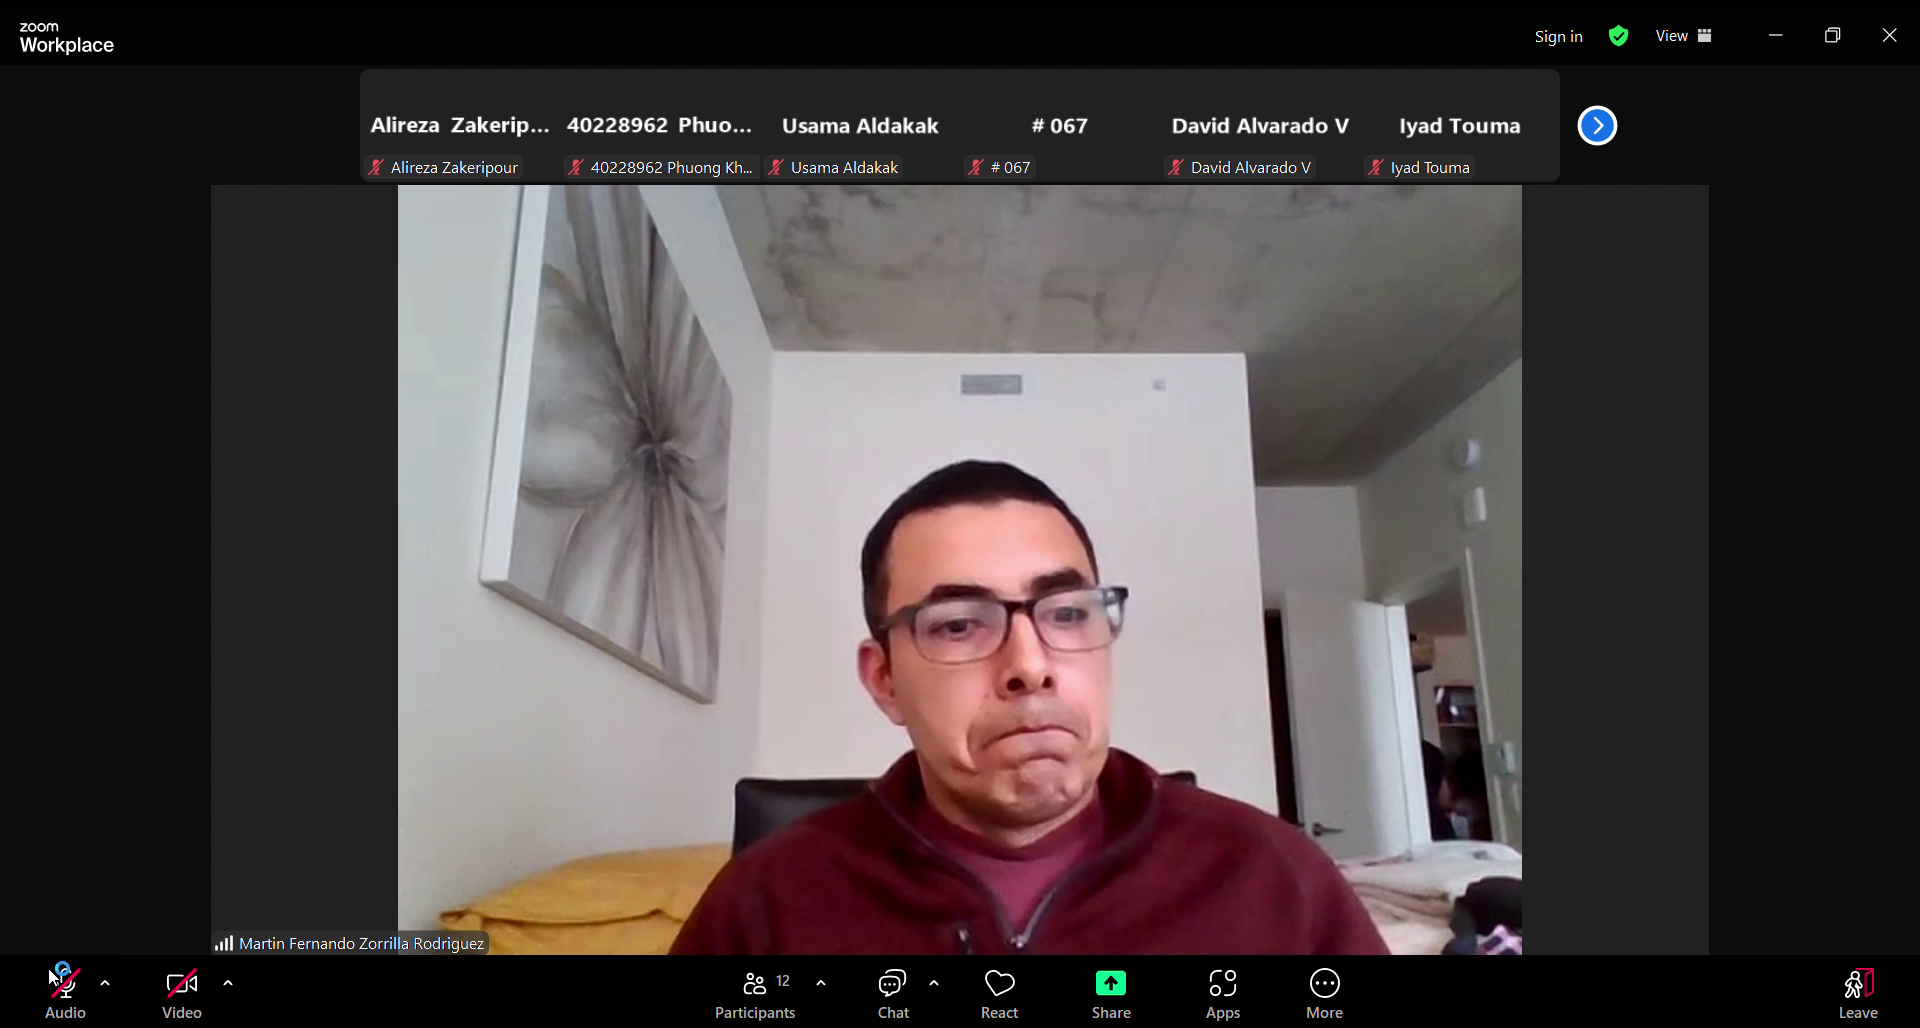 zoom
Workplace
Sign in
View
Alireza Zakerip...
40228962 Phuo...
Usama Aldakak
# 067
David Alvarado V
Iyad Touma
Alireza Zakeripour
40228962 Phuong Kh...
Usama Aldakak
# 067
David Alvarado V
Iyad Touma
Martin Fernando Zorrilla Rodriguez
12
Audio
Video
Participants
Chat
React
Share
Apps
More
Leave